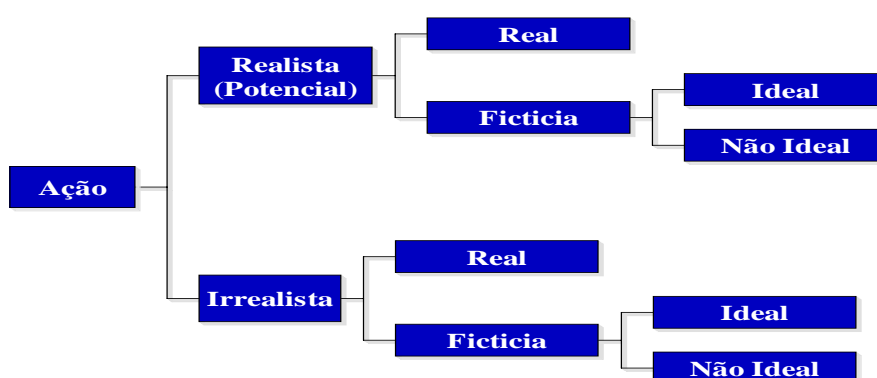 Real
Realista
(Potencial)
Ideal
Ficticia
Não Ideal
Ação
Real
Irrealista
Ideal
Ficticia
Não Ideal